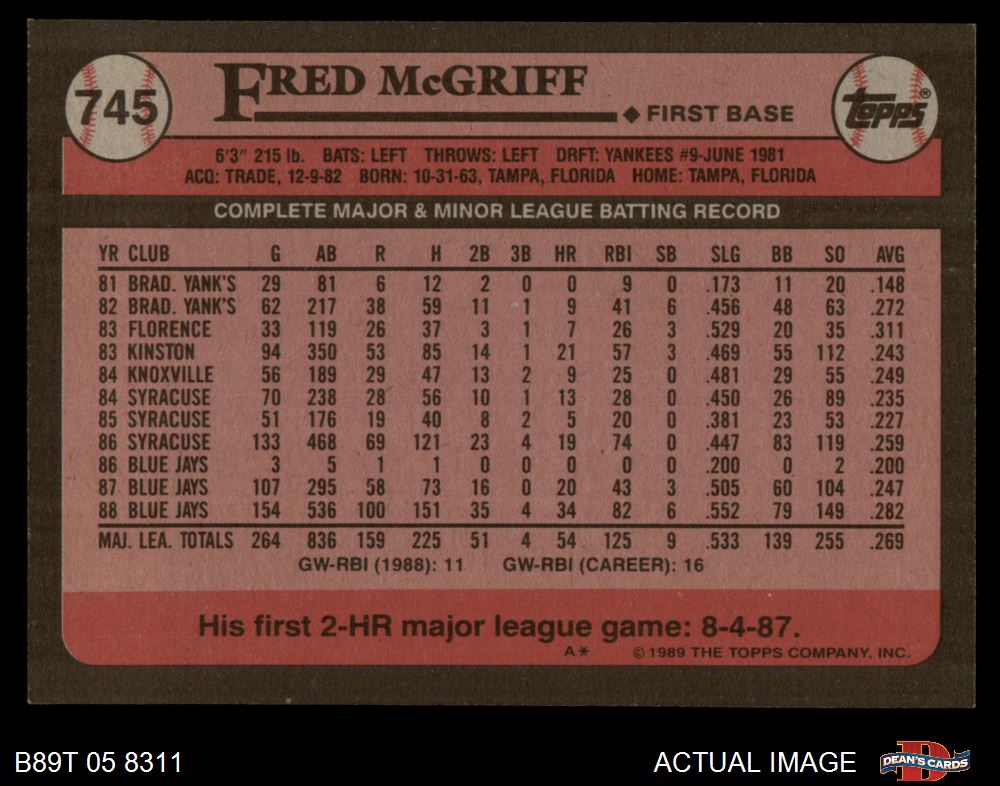 745
FRED McGRIFF
FIRST BASE
Topps®
6'3" 215 lb. BATS: LEFT THROWS: LEFT DRFT: YANKEES #9-JUNE 1981
ACQ: TRADE, 12-9-82 BORN: 10-31-63, TAMPA, FLORIDA HOME: TAMPA, FLORIDA
COMPLETE MAJOR & MINOR LEAGUE BATTING RECORD
YR CLUB G AB R H 2B 3B HR RBI SB SLG BB SO AVG
81 BRAD. YANK'S 29 81 6 12 2 0 0 9 0 .173 11 20 .148
82 BRAD. YANK'S 62 217 38 59 11 1 9 41 6 .456 48 63 .272
83 FLORENCE 33 119 26 37 3 1 7 26 3 .529 20 35 .311
83 KINSTON 94 350 53 85 14 1 21 57 3 .469 55 112 .243
84 KNOXVILLE 56 189 29 47 13 2 9 25 0 .481 29 55 .249
84 SYRACUSE 70 238 28 56 10 1 13 28 0 .450 26 89 .235
85 SYRACUSE 51 176 19 40 8 2 5 20 0 .381 23 53 .227
86 SYRACUSE 133 468 69 121 23 4 19 74 0 .447 83 119 .259
86 BLUE JAYS 3 5 1 1 0 0 0 0 0 .200 0 2 .200
87 BLUE JAYS 107 295 58 73 16 0 20 43 3 .505 60 104 .247
88 BLUE JAYS 154 536 100 151 35 4 34 82 6 .552 79 149 .282
MAJ. LEA. TOTALS 264 836 159 225 51 4 54 125 9 .533 139 255 .269
GW-RBI (1988): 11 GW-RBI (CAREER): 16
His first 2-HR major league game: 8-4-87.
A* © 1989 THE TOPPS COMPANY, INC.
B89T 05 8311
ACTUAL IMAGE
DEAN'S CARDS